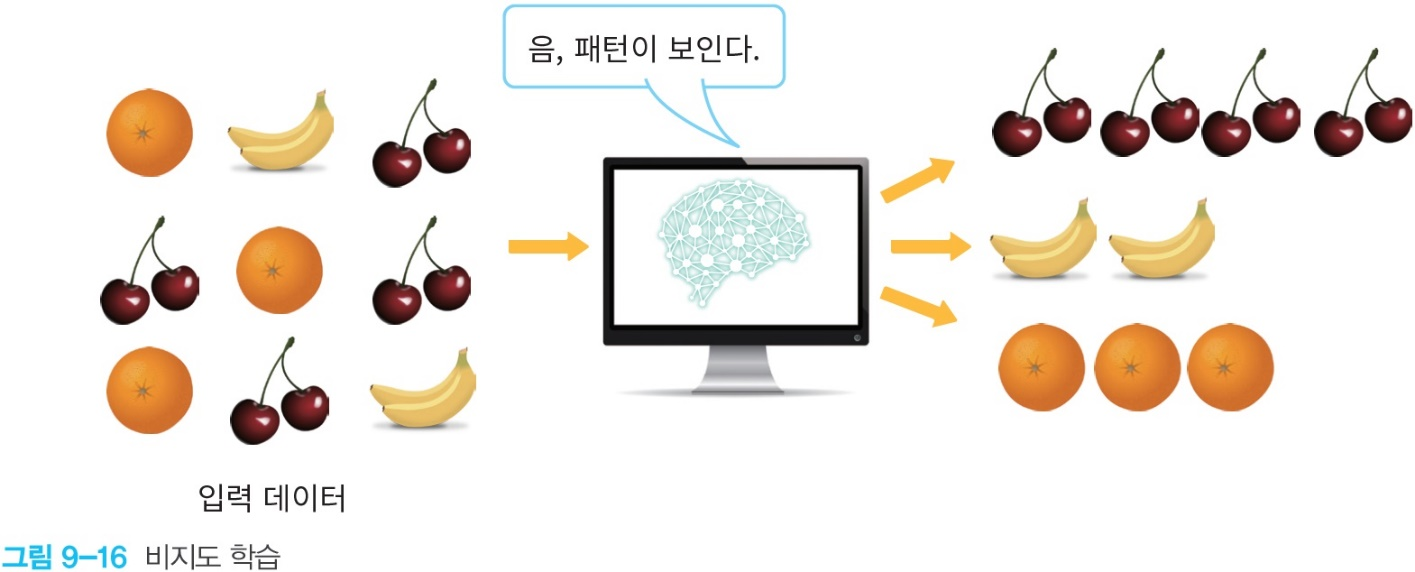 음, 패턴이 보인다.
입력 데이터
그림 9-16 비지도 학습